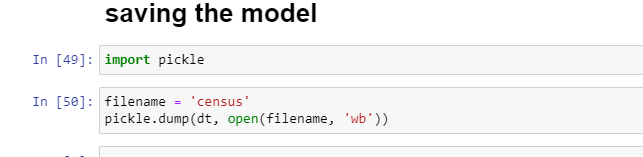 saving the model
In [49]: import pickle
In [50]: filename = 'census'
pickle.dump(dt, open(filename, 'wb'))